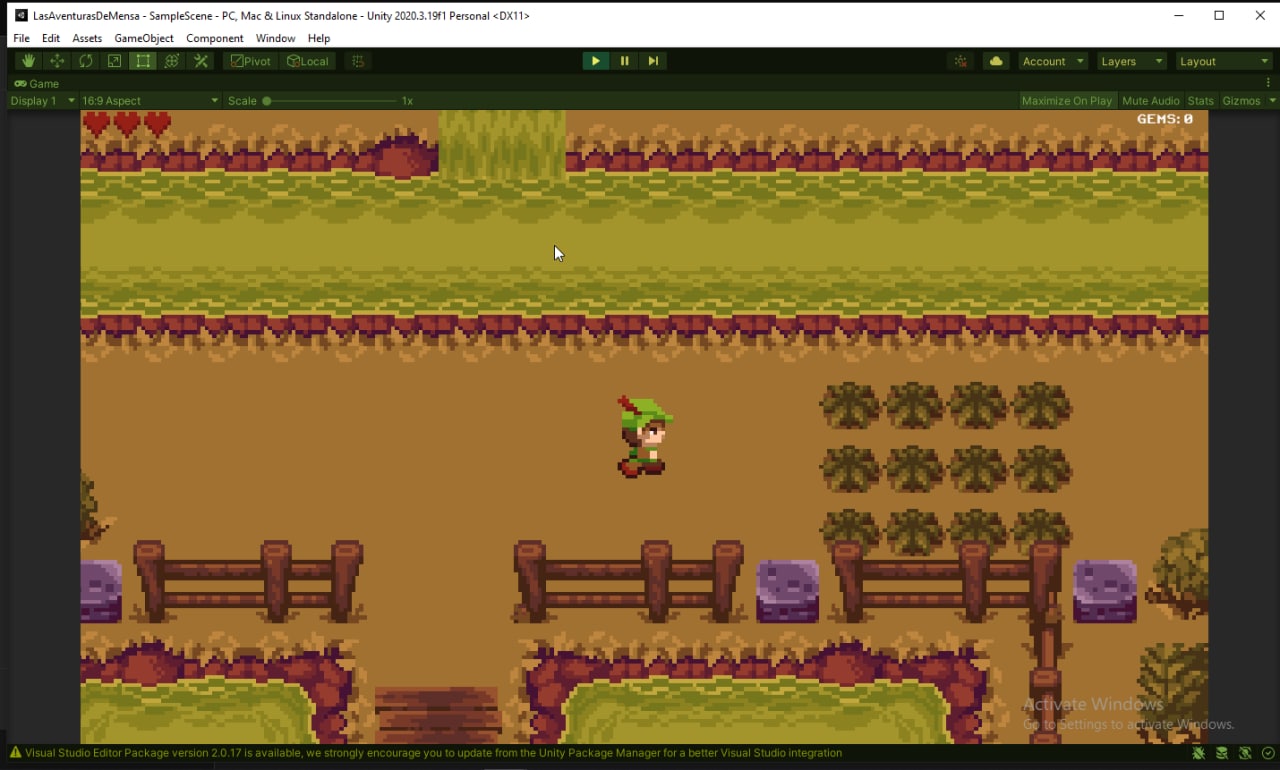 LasAventurasDeMensa - SampleScene - PC, Mac & Linux Standalone - Unity 2020.3.19f1 Personal <DX11>
File Edit Assets GameObject Component Window Help
Pivot Local Account Layers Layout
Game
Display 1 16:9 Aspect Scale 1x Maximize On Play Mute Audio Stats Gizmos
GEMS: 0
Activate Windows
Go to Settings to activate Windows.
Visual Studio Editor Package version 2.0.17 is available, we strongly encourage you to update from the Unity Package Manager for a better Visual Studio integration